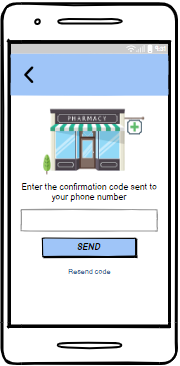 PHARMACY
Enter the confirmation code sent to
your phone number
SEND
Resend code